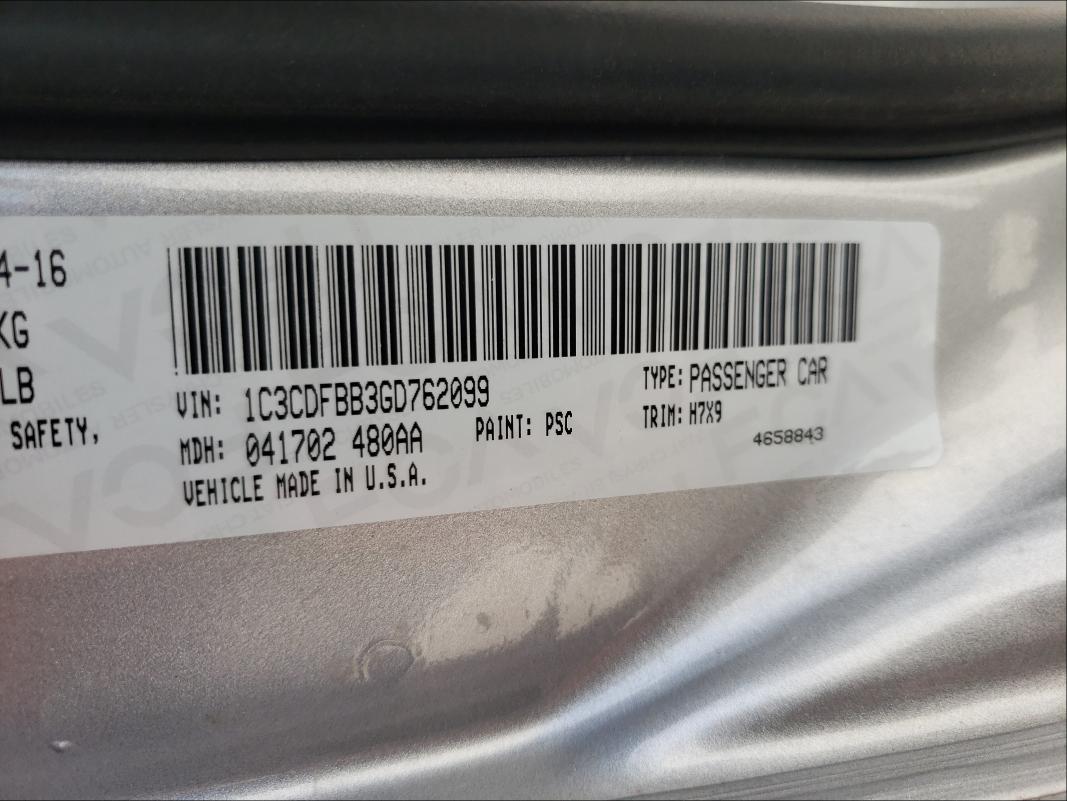 4-16
KG
LB
SAFETY,
VIN: 1C3CDFBB3GD762099
TYPE: PASSENGER CAR
MDH: 041702 480AA
PAINT: PSC
TRIM: H7X9
4658843
VEHICLE MADE IN U.S.A.